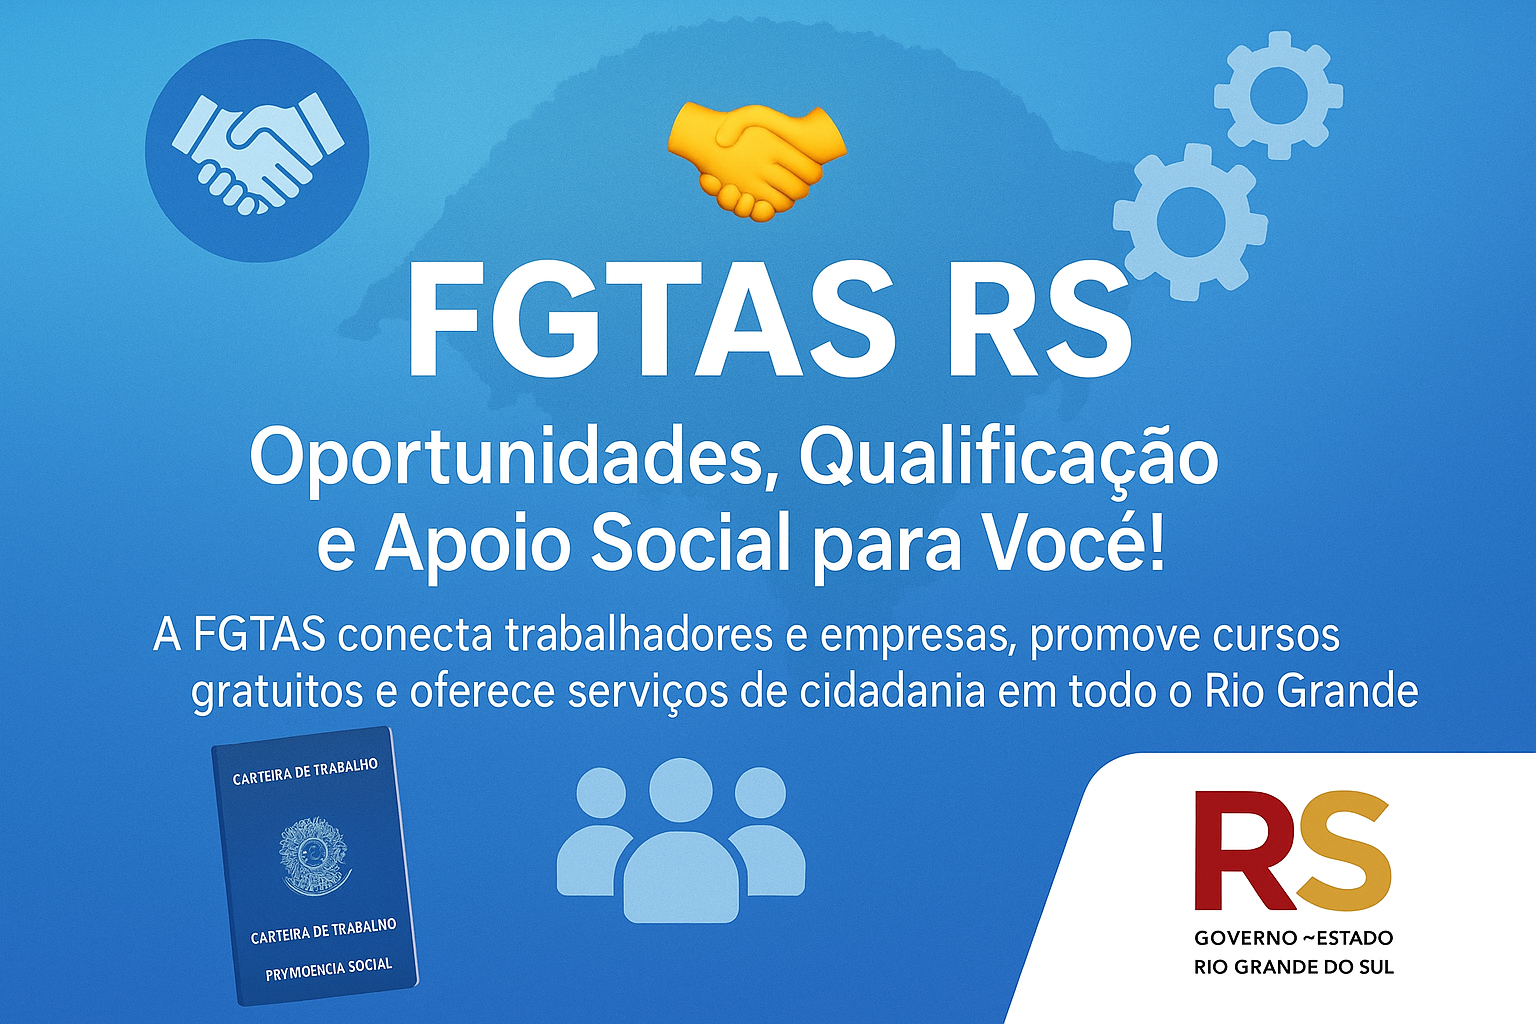 FGTAS RS
Oportunidades, Qualificação
e Apoio Social para Você!
A FGTAS conecta trabalhadores e empresas, promove cursos
gratuitos e oferece serviços de cidadania em todo o Rio Grande
CARTEIRA DE TRABALHO
CARTEIRA DE TRABALNO
PRYMOENCIA SOCIAL
RS
GOVERNO ~ESTADO
RIO GRANDE DO SUL